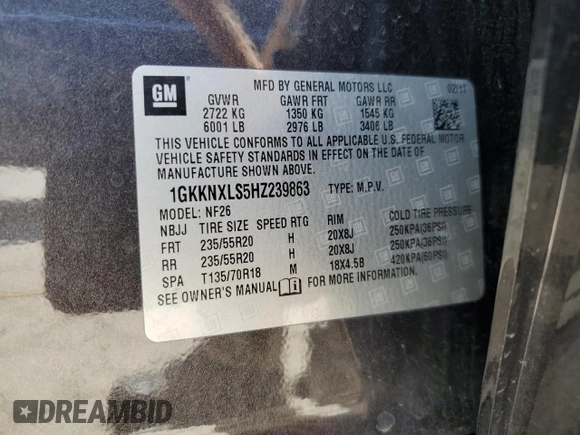 GM
MFD BY GENERAL MOTORS LLC 02/17
GVWR GAWR FRT GAWR RR
2722 KG 1350 KG 1545 KG
6001 LB 2976 LB 3406 LB
THIS VEHICLE CONFORMS TO ALL APPLICABLE U.S. FEDERAL MOTOR
VEHICLE SAFETY STANDARDS IN EFFECT ON THE DATE OF
MANUFACTURE SHOWN ABOVE.
1GKKNXLS5HZ239863 TYPE: M.P.V.
MODEL: NF26
NBJJ TIRE SIZE SPEED RTG RIM COLD TIRE PRESSURE
FRT 235/55R20 H 20X8J 250KPA(36PSI)
RR 235/55R20 H 20X8J 250KPA(36PSI)
SPA T135/70R18 M 18X4.5B 420KPA(60PSI)
SEE OWNER'S MANUAL
DREAMBID